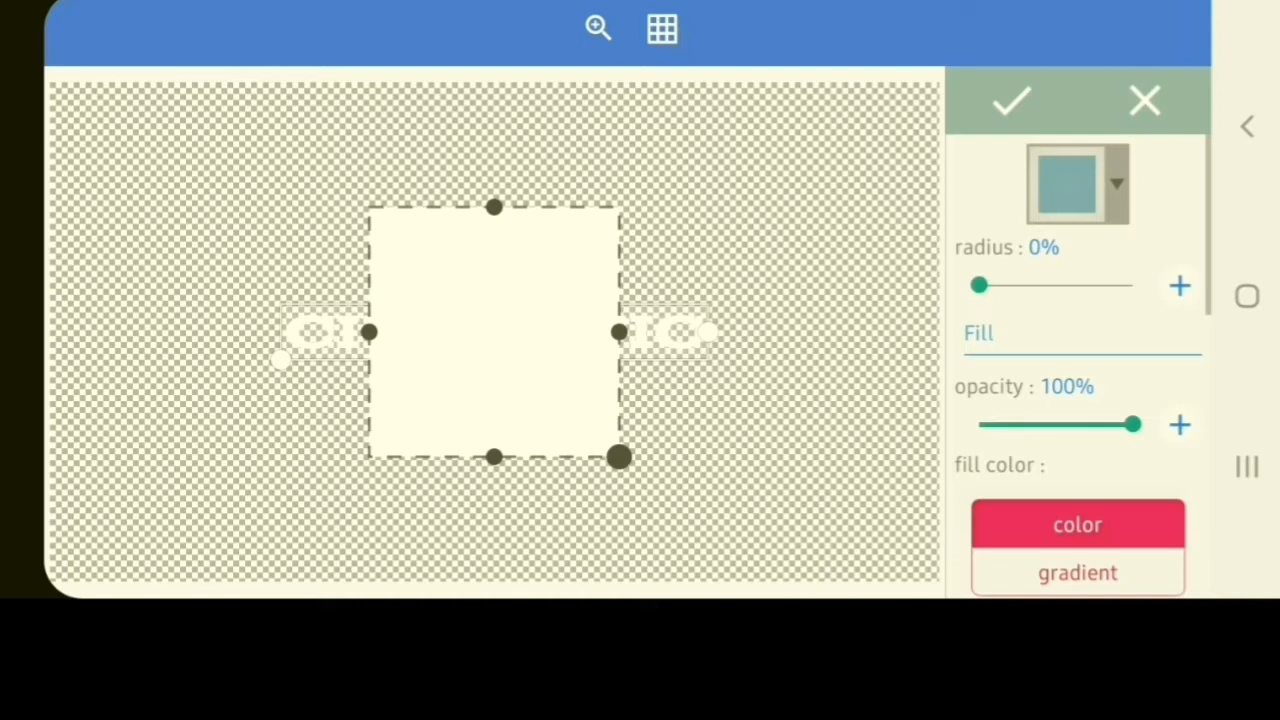 radius : 0%
Fill
opacity : 100%
fill color :
color
gradient